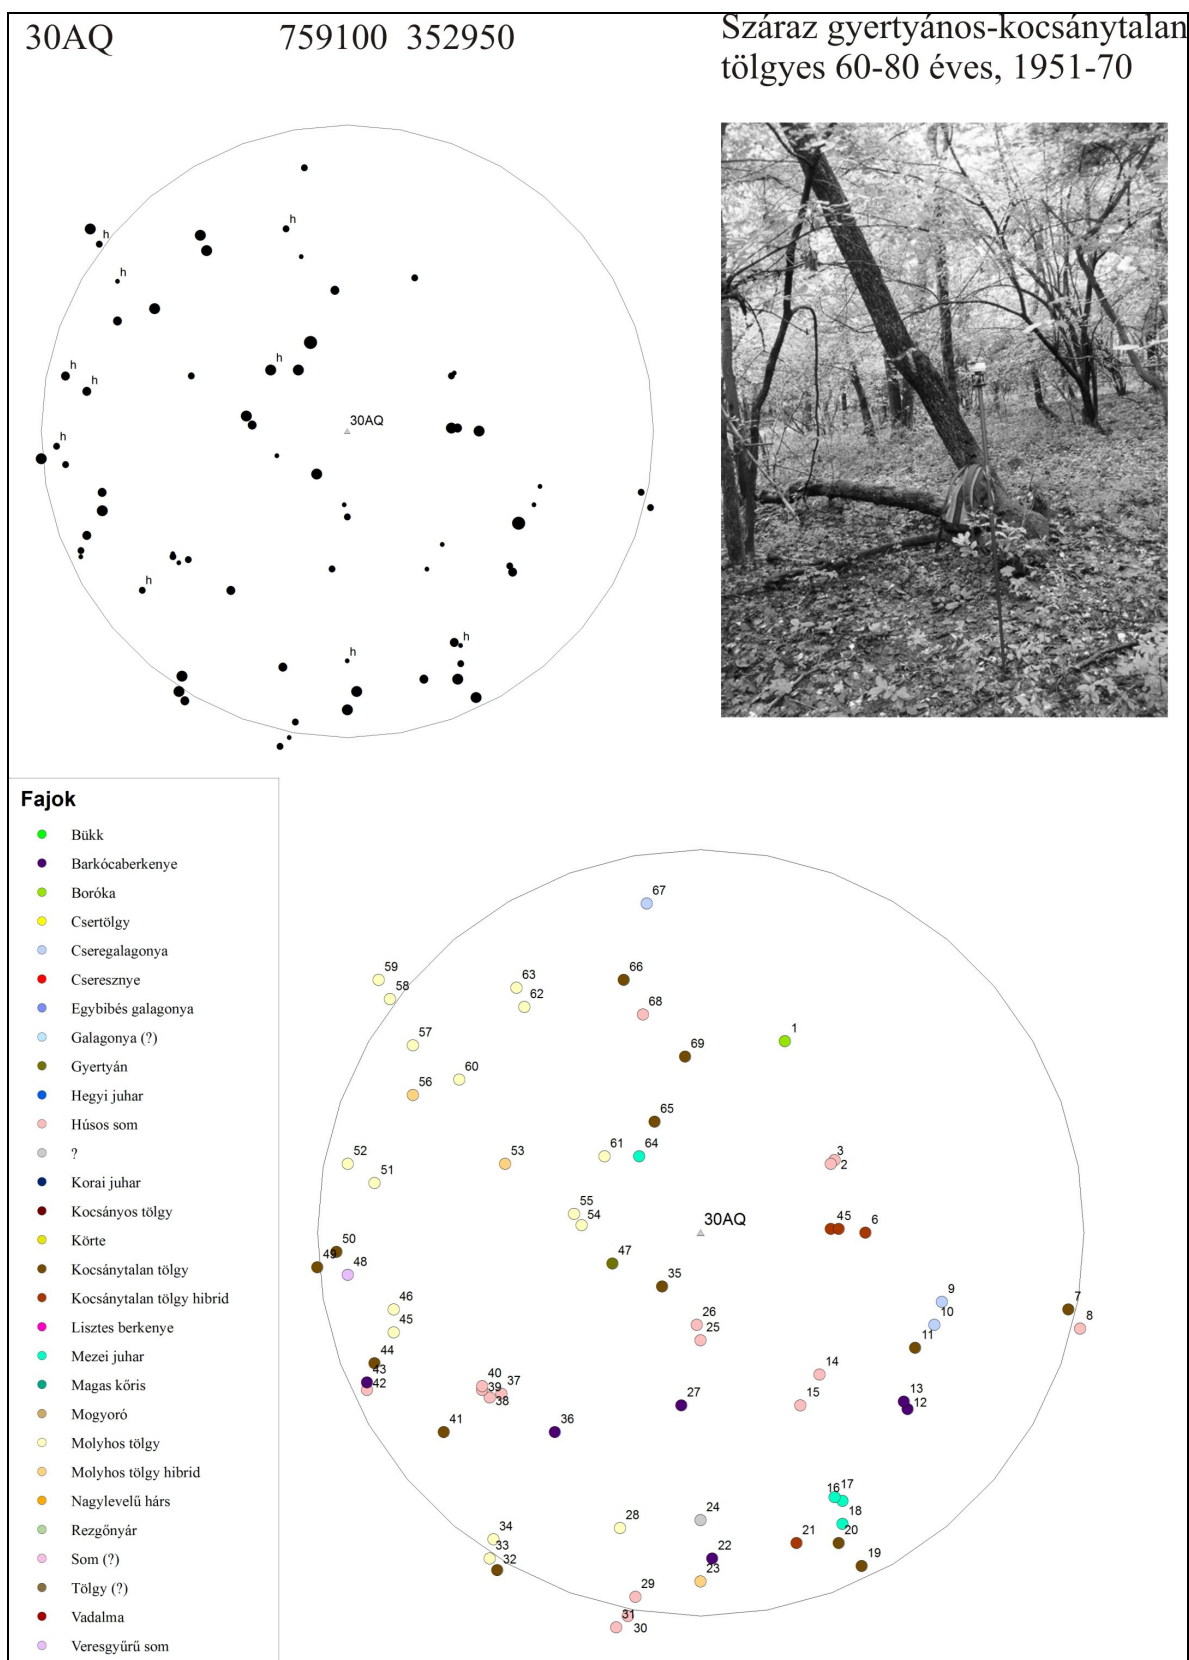 30AQ 759100 352950
Száraz gyertyános-kocsánytalan
tölgyes 60-80 éves, 1951-70
h
h
h
h
h
h
30AQ
h
h
h
h
Fajok
Bükk
Barkócaberkenye
Boróka
Csertölgy
Cseregalagonya
Cseresznye
Egybibés galagonya
Galagonya (?)
Gyertyán
Hegyi juhar
Húsos som
?
Korai juhar
Kocsányos tölgy
Körte
Kocsánytalan tölgy
Kocsánytalan tölgy hibrid
Lisztes berkenye
Mezei juhar
Magas kőris
Mogyoró
Molyhos tölgy
Molyhos tölgy hibrid
Nagylevelű hárs
Rezgőnyár
Som (?)
Tölgy (?)
Vadalma
Veresgyűrű som
67
59
58
63
62
66
68
57
1
69
60
56
65
52
51
53
61
64
3
2
55
54
30AQ
45
6
50
49
48
47
35
9
10
7
8
46
45
26
25
11
44
43
42
40
39
37
38
14
15
27
13
12
41
36
16
17
18
28
24
34
33
32
21
20
19
22
23
29
31
30